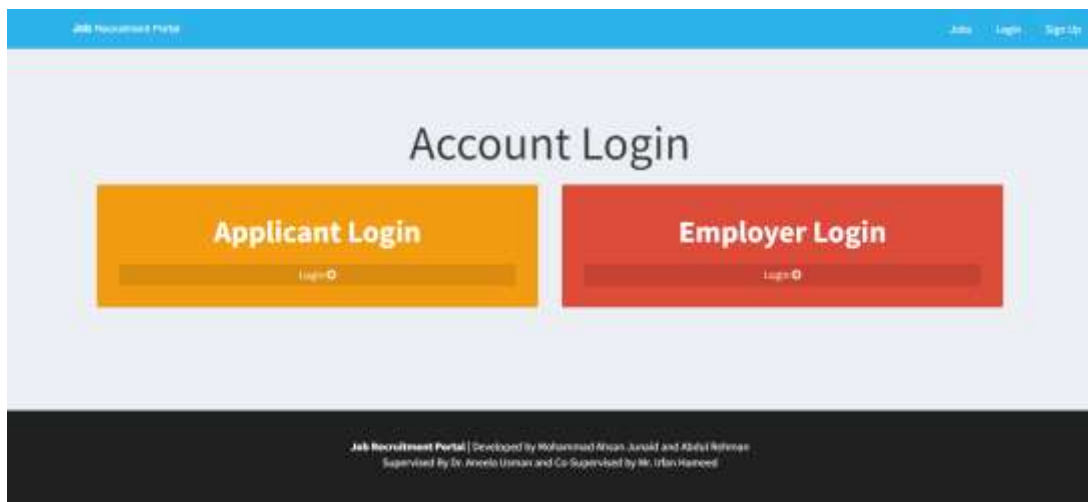 Job Recruitment Portal
Jobs Login Sign Up
Account Login
Applicant Login
Login
Employer Login
Login
Job Recruitment Portal | Developed by Mohammad Ahsan Junaid and Abdul Rehman
Supervised By Dr. Aneela Usman and Co-Supervised by Mr. Irfan Hameed